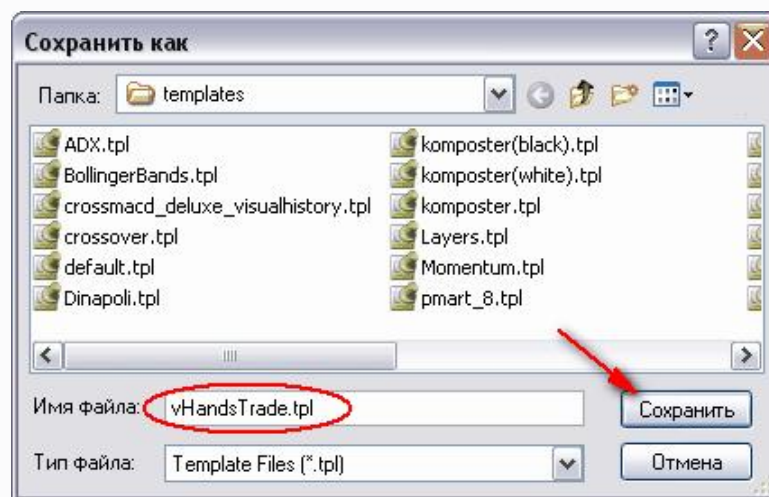 Сохранить как
Папка: templates
ADX.tpl
BollingerBands.tpl
crossmacd_deluxe_visualhistory.tpl
crossover.tpl
default.tpl
Dinapoli.tpl
komposter(black).tpl
komposter(white).tpl
komposter.tpl
Layers.tpl
Momentum.tpl
pmart_8.tpl
Имя файла: vHandsTrade.tpl
Сохранить
Тип файла: Template Files (*.tpl)
Отмена